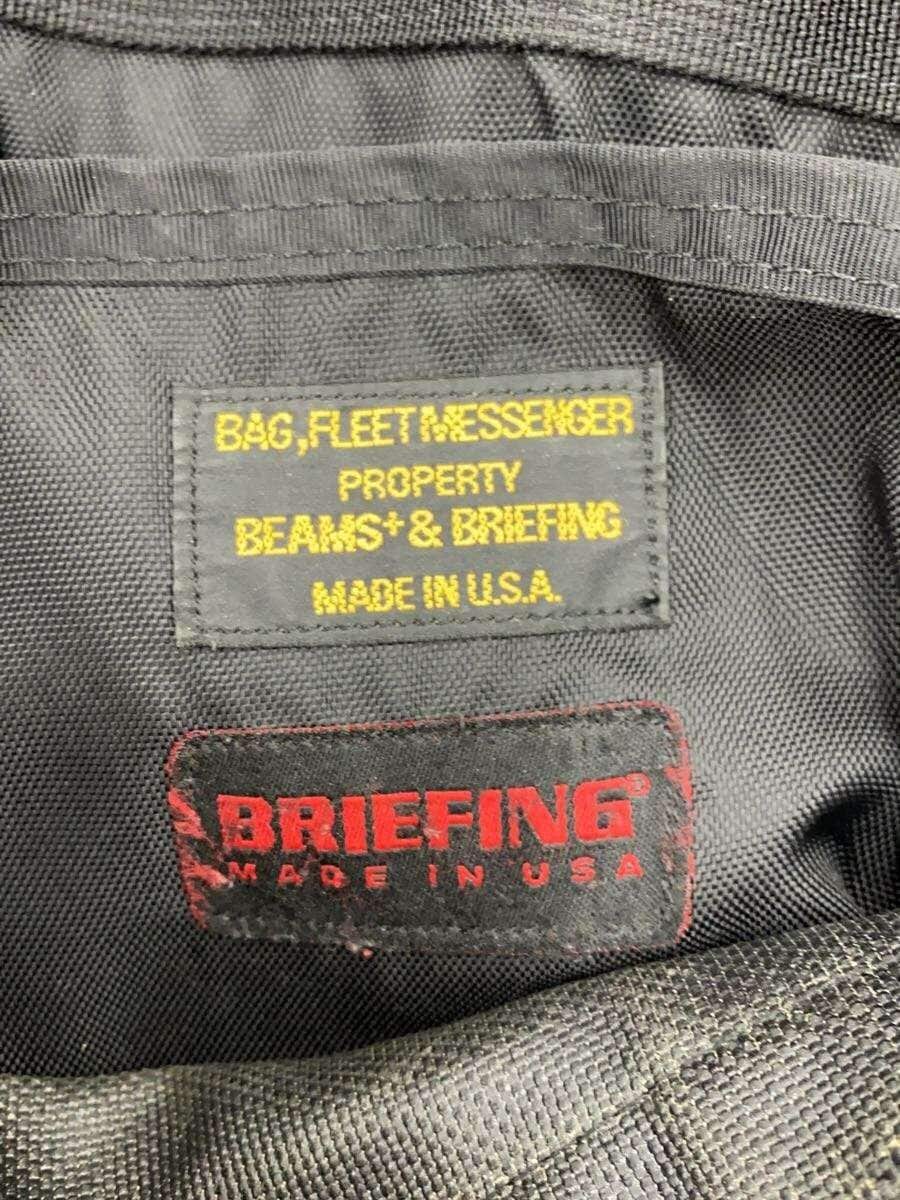 BAG,FLEET MESSENGER
PROPERTY
BEAMS+ & BRIEFING
MADE IN U.S.A.
BRIEFING®
MADE IN USA